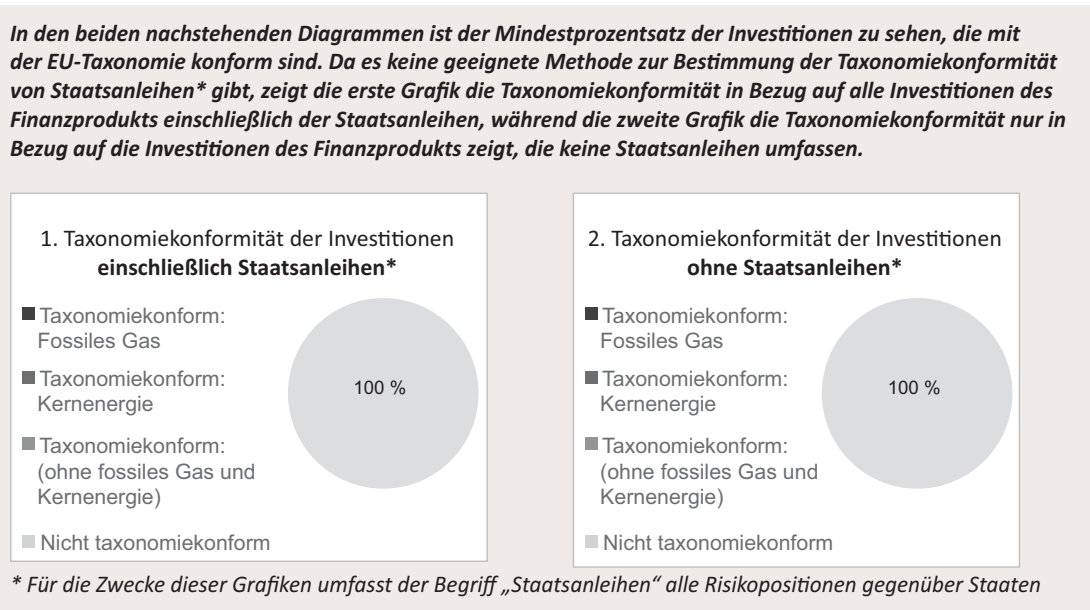 In den beiden nachstehenden Diagrammen ist der Mindestprozentsatz der Investitionen zu sehen, die mit
der EU-Taxonomie konform sind. Da es keine geeignete Methode zur Bestimmung der Taxonomiekonformität
von Staatsanleihen* gibt, zeigt die erste Grafik die Taxonomiekonformität in Bezug auf alle Investitionen des
Finanzprodukts einschließlich der Staatsanleihen, während die zweite Grafik die Taxonomiekonformität nur in
Bezug auf die Investitionen des Finanzprodukts zeigt, die keine Staatsanleihen umfassen.
1. Taxonomiekonformität der Investitionen
einschließlich Staatsanleihen*
Taxonomiekonform:
Fossiles Gas
Taxonomiekonform:
Kernenergie
Taxonomiekonform:
(ohne fossiles Gas und
Kernenergie)
Nicht taxonomiekonform
100 %
2. Taxonomiekonformität der Investitionen
ohne Staatsanleihen*
Taxonomiekonform:
Fossiles Gas
Taxonomiekonform:
Kernenergie
Taxonomiekonform:
(ohne fossiles Gas und
Kernenergie)
Nicht taxonomiekonform
100 %
* Für die Zwecke dieser Grafiken umfasst der Begriff „Staatsanleihen“ alle Risikopositionen gegenüber Staaten